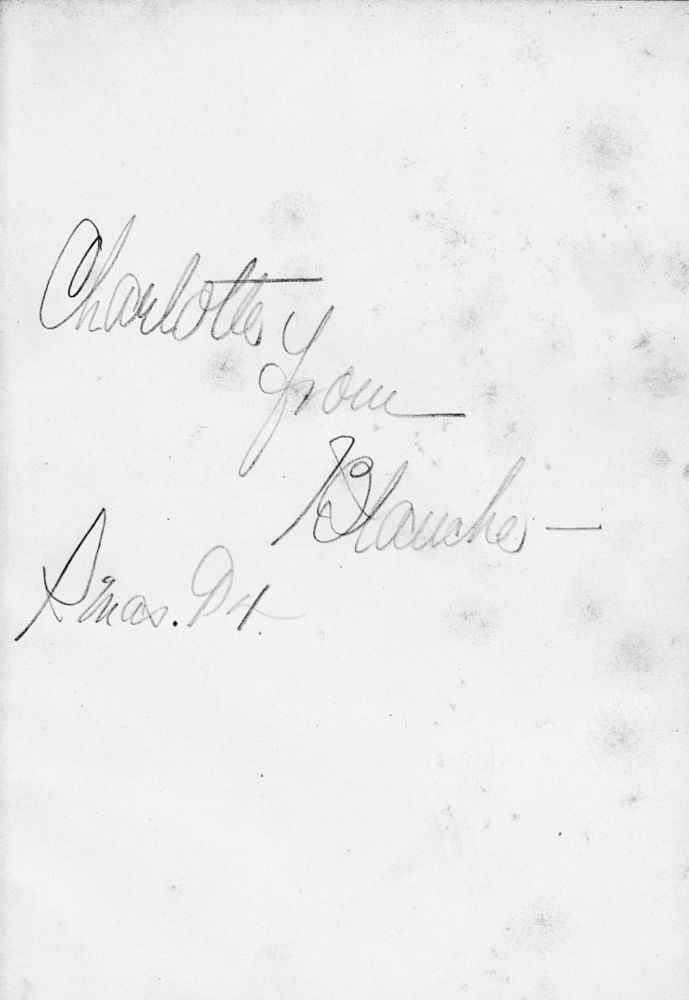 Charlotte
from
Blanche —
Xmas. '94.